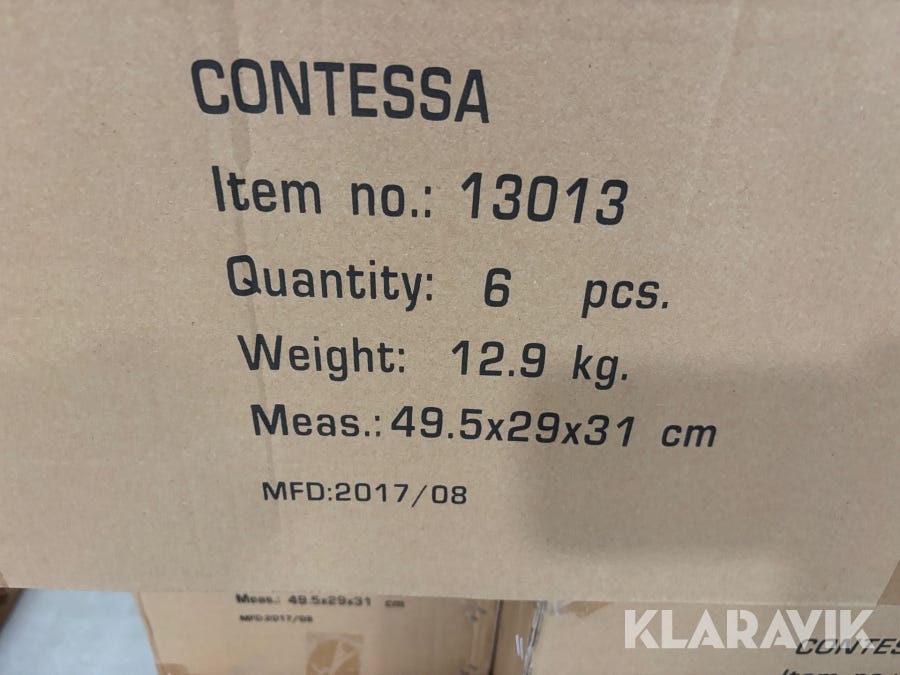 CONTESSA
Item no.: 13013
Quantity: 6 pcs.
Weight: 12.9 kg.
Meas.: 49.5x29x31 cm
MFD:2017/08
Meas.: 49.5x29x31 cm
MFD:2017/08
KLARAVIK